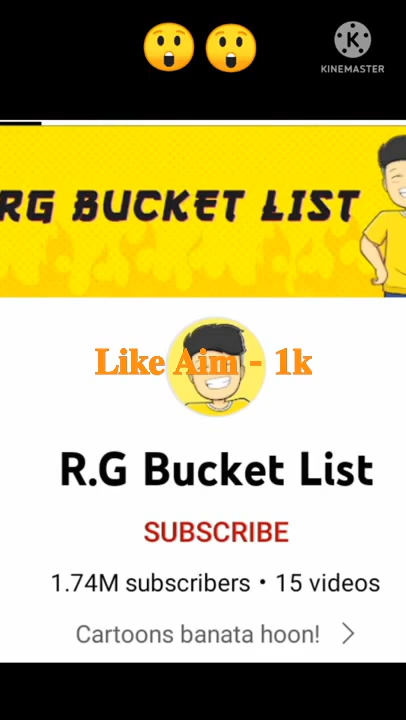 KINEMASTER
RG BUCKET LIST
Like Aim - 1k
R.G Bucket List
SUBSCRIBE
1.74M subscribers • 15 videos
Cartoons banata hoon!